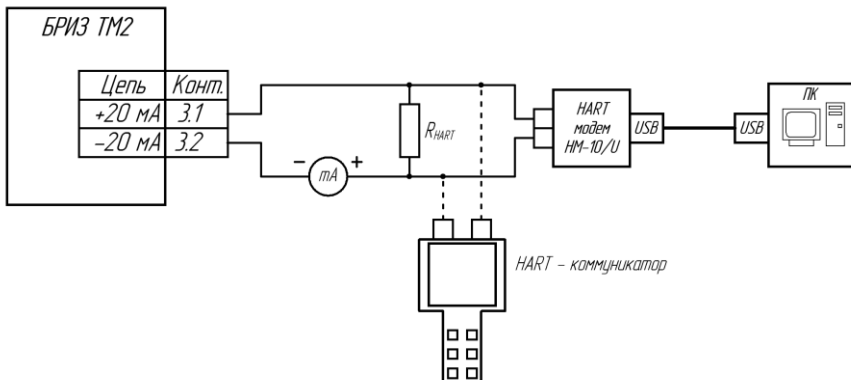 БРИЗ ТМ2
Цепь Конт.
+20 мА 3.1
-20 мА 3.2
- +
mA
R_HART
HART
модем
НМ-10/U
USB
USB
ПК
HART - коммуникатор